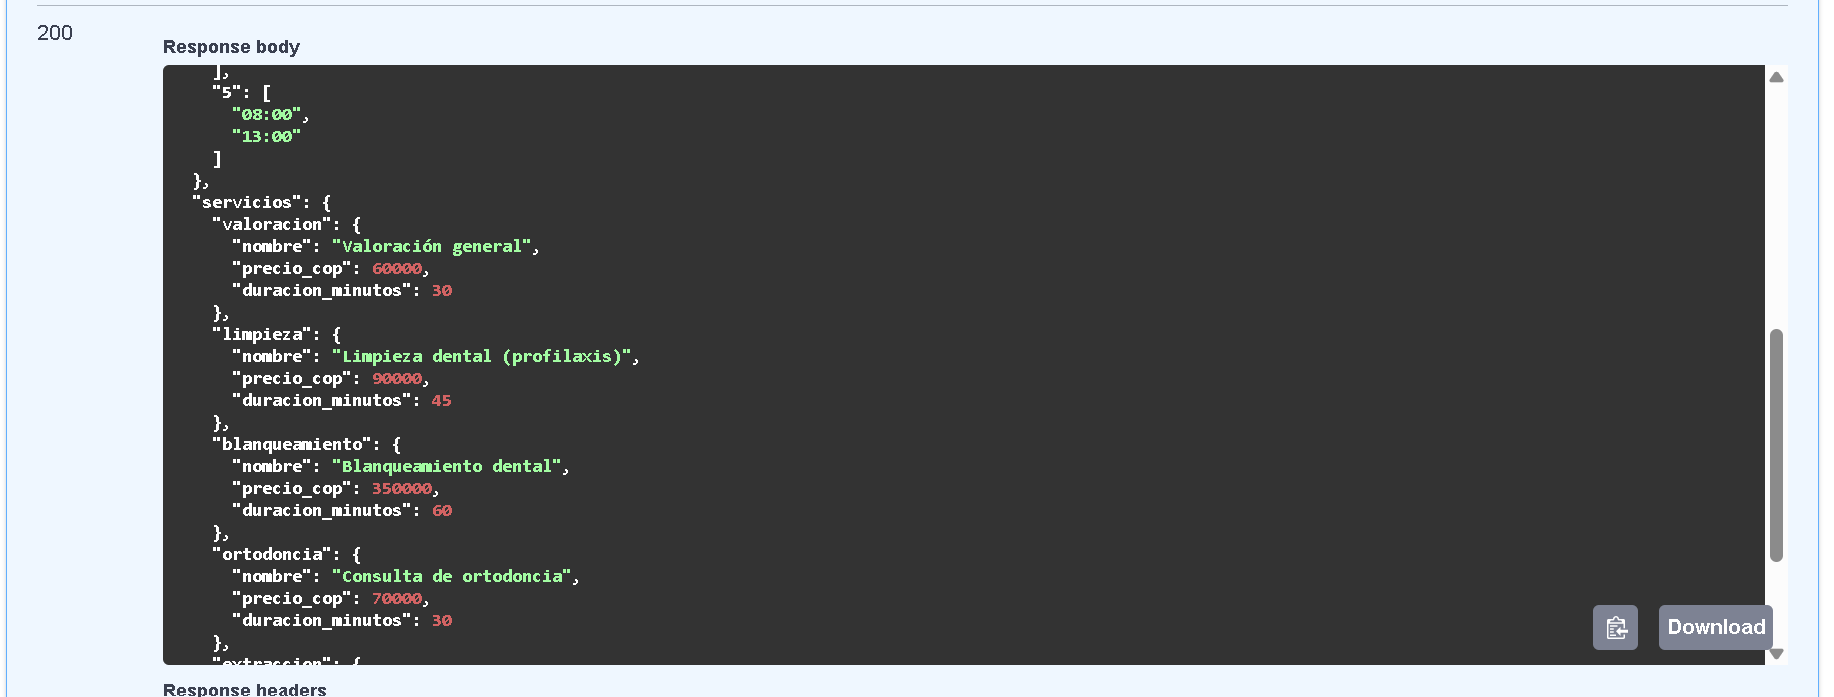 200
Response body
],
"5": [
"08:00",
"13:00"
]
},
"servicios": {
"valoracion": {
"nombre": "Valoración general",
"precio_cop": 60000,
"duracion_minutos": 30
},
"limpieza": {
"nombre": "Limpieza dental (profilaxis)",
"precio_cop": 90000,
"duracion_minutos": 45
},
"blanqueamiento": {
"nombre": "Blanqueamiento dental",
"precio_cop": 350000,
"duracion_minutos": 60
},
"ortodoncia": {
"nombre": "Consulta de ortodoncia",
"precio_cop": 70000,
"duracion_minutos": 30
},
"extraccion": {
Download
Response headers